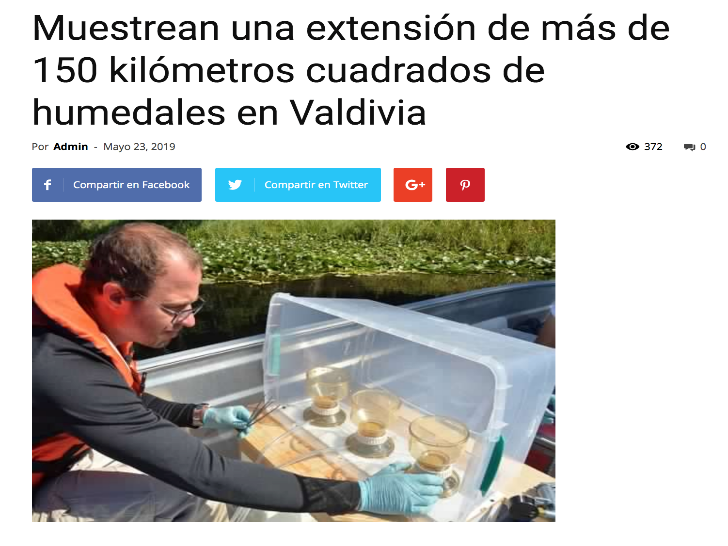 Muestrean una extensión de más de
150 kilómetros cuadrados de
humedales en Valdivia
Por Admin - Mayo 23, 2019 372 0
Compartir en Facebook Compartir en Twitter G+